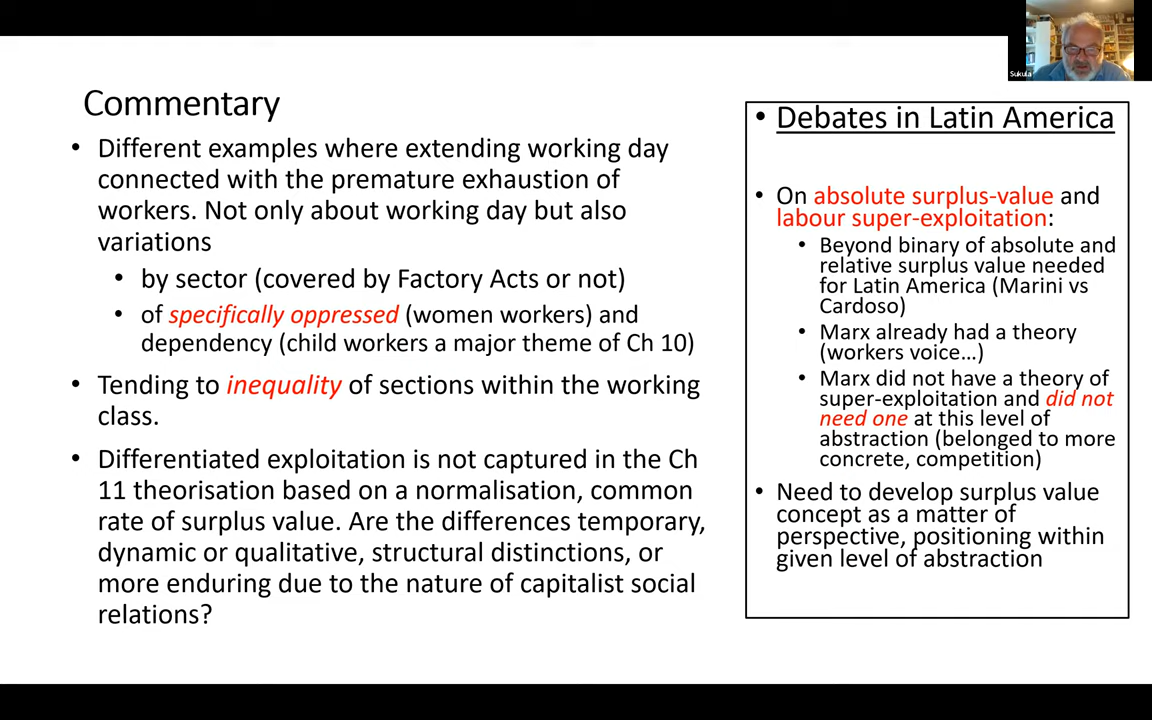 Sukula
Commentary
• Different examples where extending working day
connected with the premature exhaustion of
workers. Not only about working day but also
variations
• by sector (covered by Factory Acts or not)
• of specifically oppressed (women workers) and
dependency (child workers a major theme of Ch 10)
• Tending to inequality of sections within the working
class.
• Differentiated exploitation is not captured in the Ch
11 theorisation based on a normalisation, common
rate of surplus value. Are the differences temporary,
dynamic or qualitative, structural distinctions, or
more enduring due to the nature of capitalist social
relations?
• Debates in Latin America
• On absolute surplus-value and
labour super-exploitation:
• Beyond binary of absolute and
relative surplus value needed
for Latin America (Marini vs
Cardoso)
• Marx already had a theory
(workers voice…)
• Marx did not have a theory of
super-exploitation and did not
need one at this level of
abstraction (belonged to more
concrete, competition)
• Need to develop surplus value
concept as a matter of
perspective, positioning within
given level of abstraction